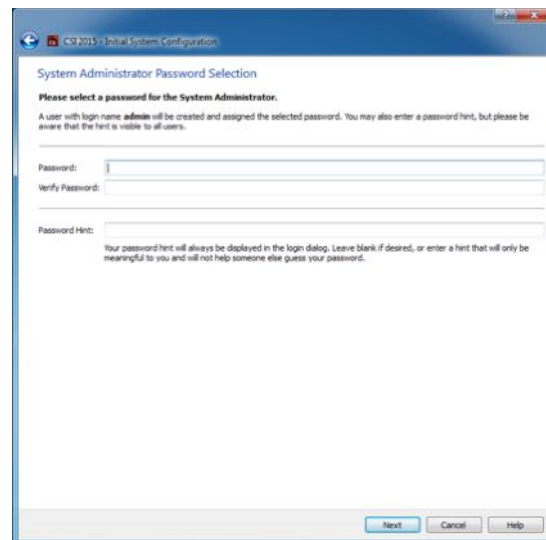 CSI 2015 - Initial System Configuration
System Administrator Password Selection
Please select a password for the System Administrator.
A user with login name admin will be created and assigned the selected password. You may also enter a password hint, but please be
aware that the hint is visible to all users.
Password:
Verify Password:
Password Hint:
Your password hint will always be displayed in the login dialog. Leave blank if desired, or enter a hint that will only be
meaningful to you and will not help someone else guess your password.
Next Cancel Help